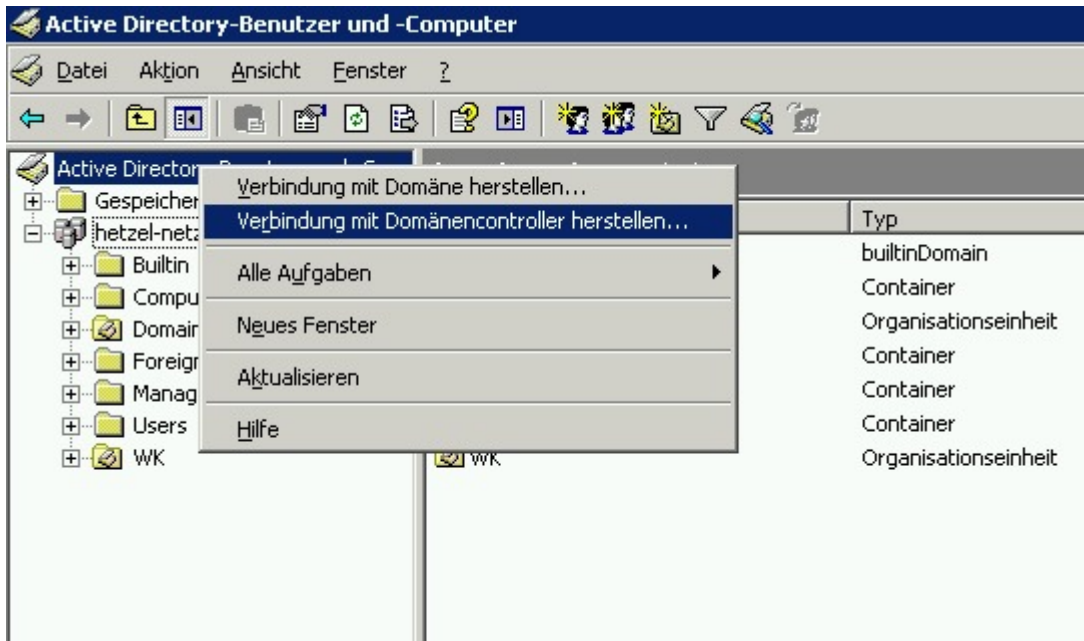 Active Directory-Benutzer und -Computer
Datei Aktion Ansicht Fenster ?
Active
Gespeicher
hetzel-netz
Builtin
Compu
Domain
Foreign
Manag
Users
WK
Verbindung mit Domäne herstellen...
Verbindung mit Domänencontroller herstellen...
Alle Aufgaben
Neues Fenster
Aktualisieren
Hilfe
Typ
builtinDomain
Container
Organisationseinheit
Container
Container
Container
WK Organisationseinheit